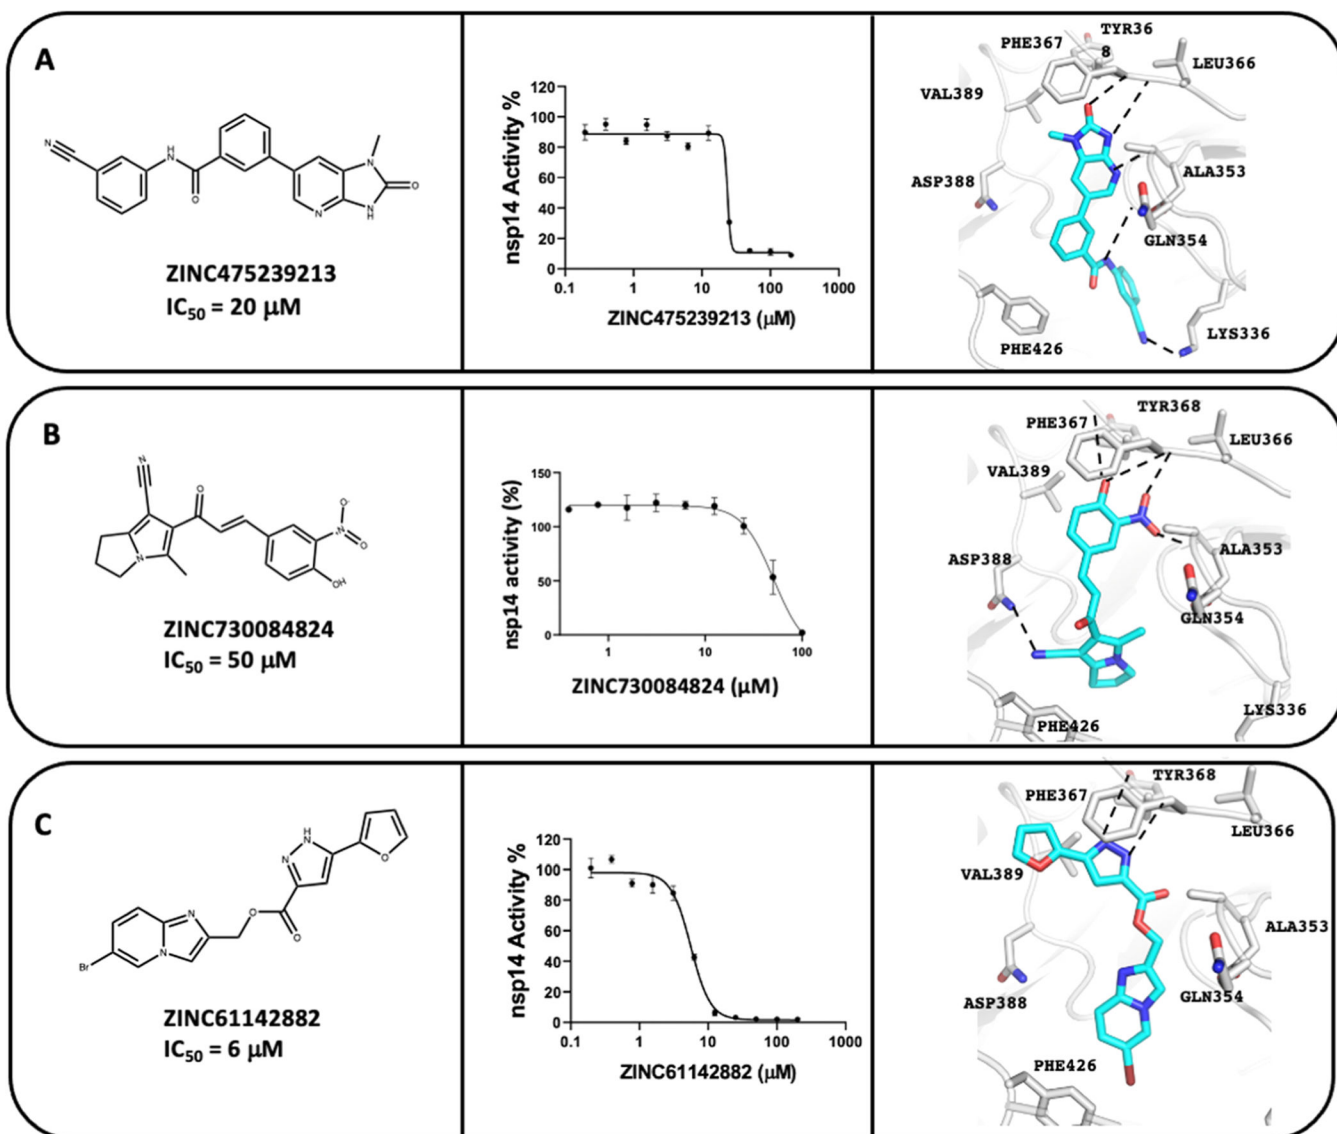 A
N
N
H
O
N
N
N
H
O
ZINC475239213
IC50 = 20 μM
nsp14 Activity %
120
100
80
60
40
20
0
0.1 1 10 100 1000
ZINC475239213 (μM)
TYR36
8
PHE367
LEU366
VAL389
ALA353
ASP388
GLN354
LYS336
PHE426
B
N
O
O-
N+
O
N
OH
ZINC730084824
IC50 = 50 μM
nsp14 activity (%)
150
100
50
0
1 10 100
ZINC730084824 (μM)
TYR368
PHE367
LEU366
VAL389
ALA353
ASP388
GLN354
LYS336
PHE426
C
H
N
N
O
N
O
O
N
Br
ZINC61142882
IC50 = 6 μM
nsp14 Activity %
120
100
80
60
40
20
0
0.1 1 10 100 1000
ZINC61142882 (μM)
TYR368
PHE367
LEU366
VAL389
ALA353
ASP388
GLN354
PHE426